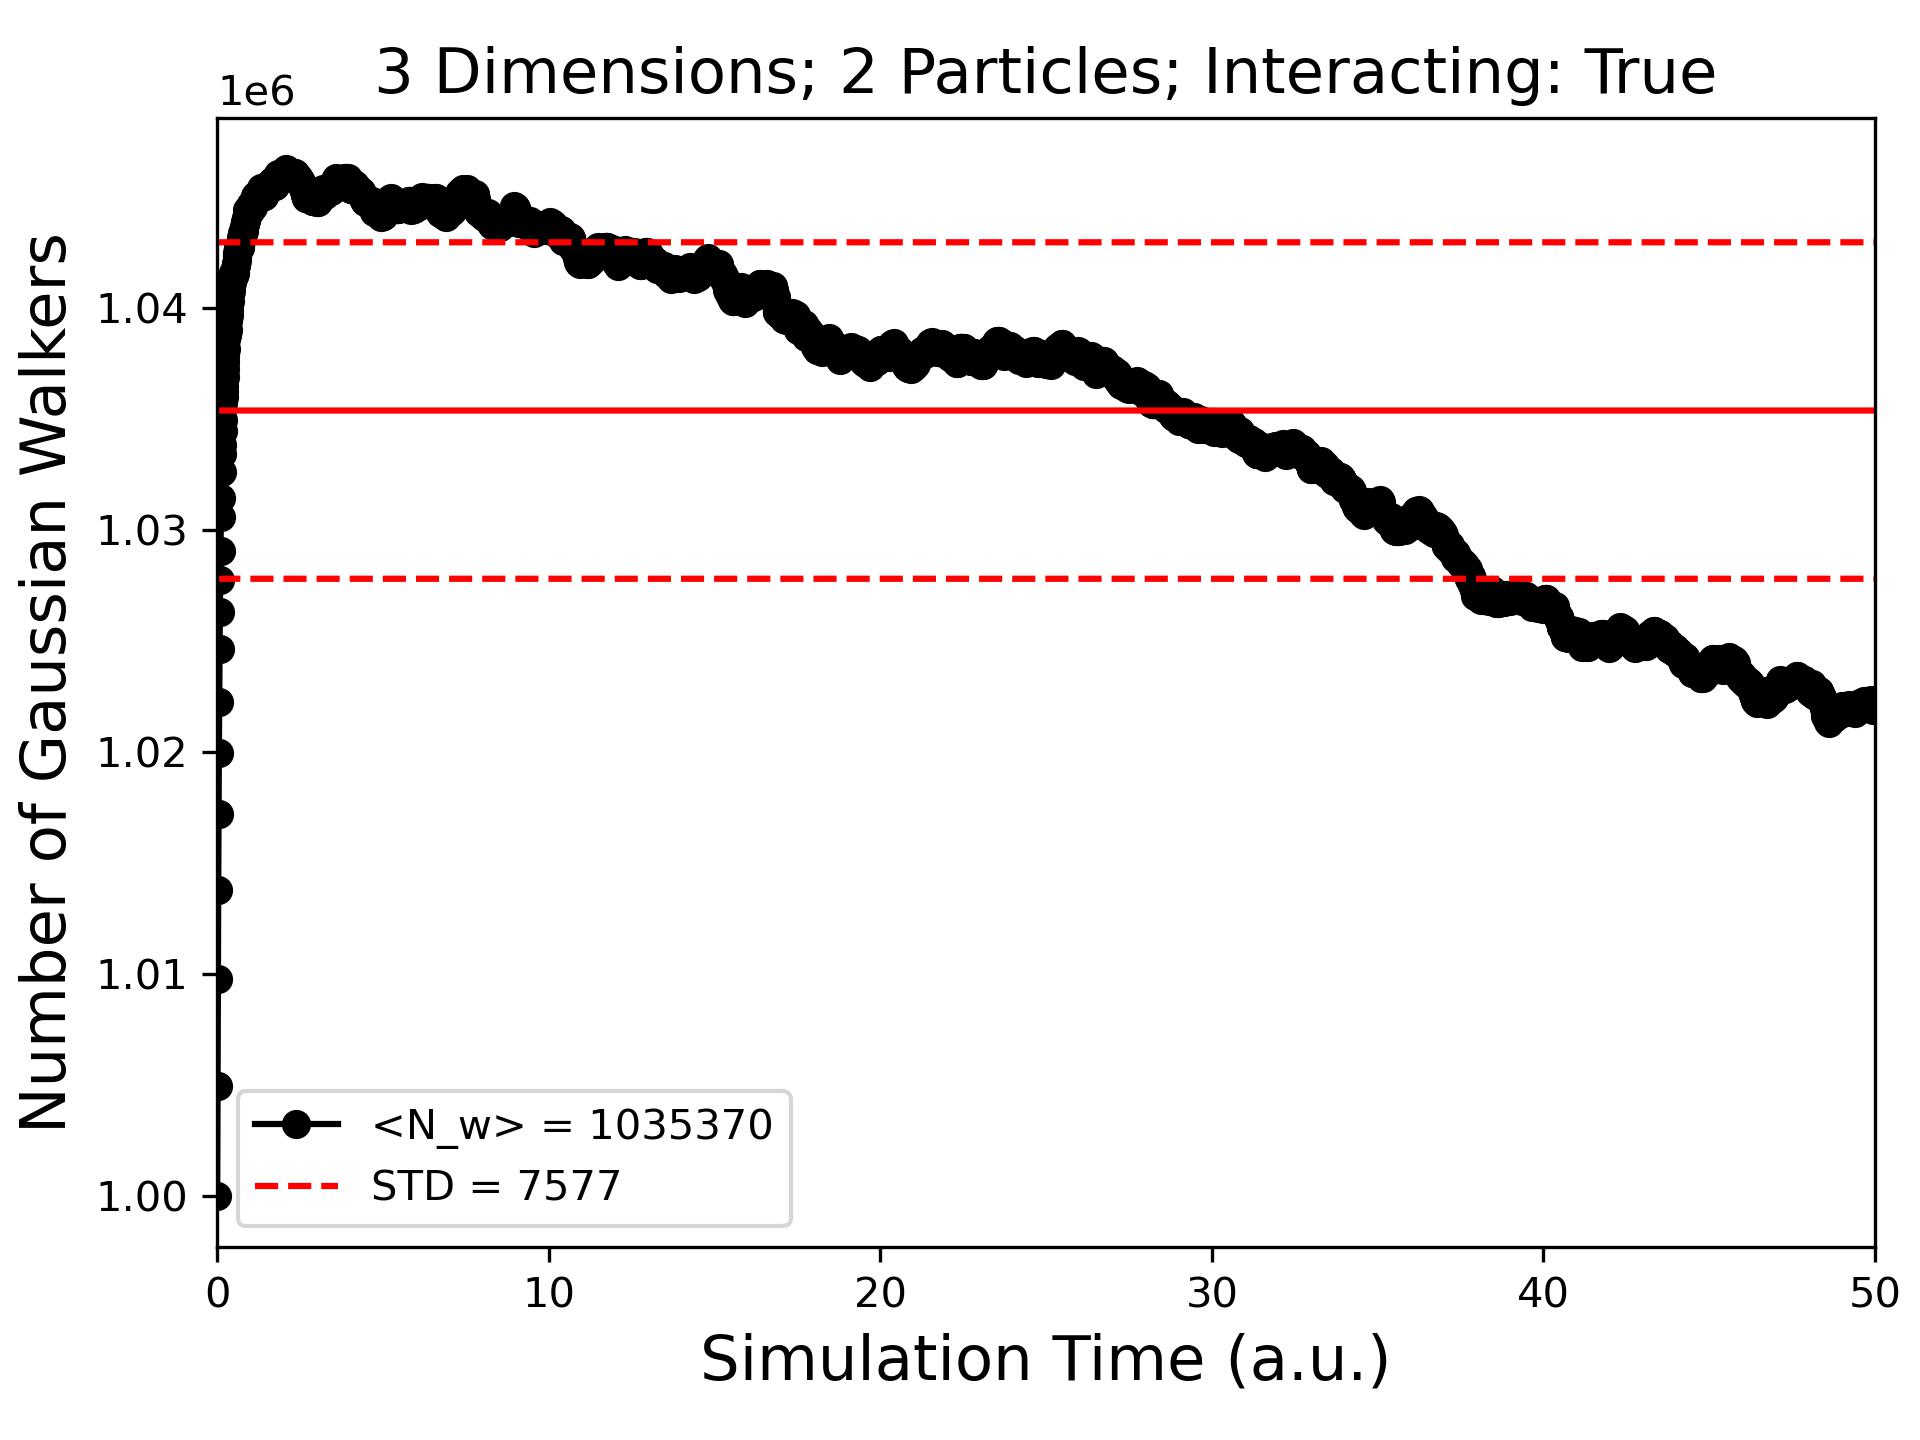 3 Dimensions; 2 Particles; Interacting: True
1e6
Number of Gaussian Walkers
1.04
1.03
1.02
1.01
1.00
<N_w> = 1035370
STD = 7577
0 10 20 30 40 50
Simulation Time (a.u.)